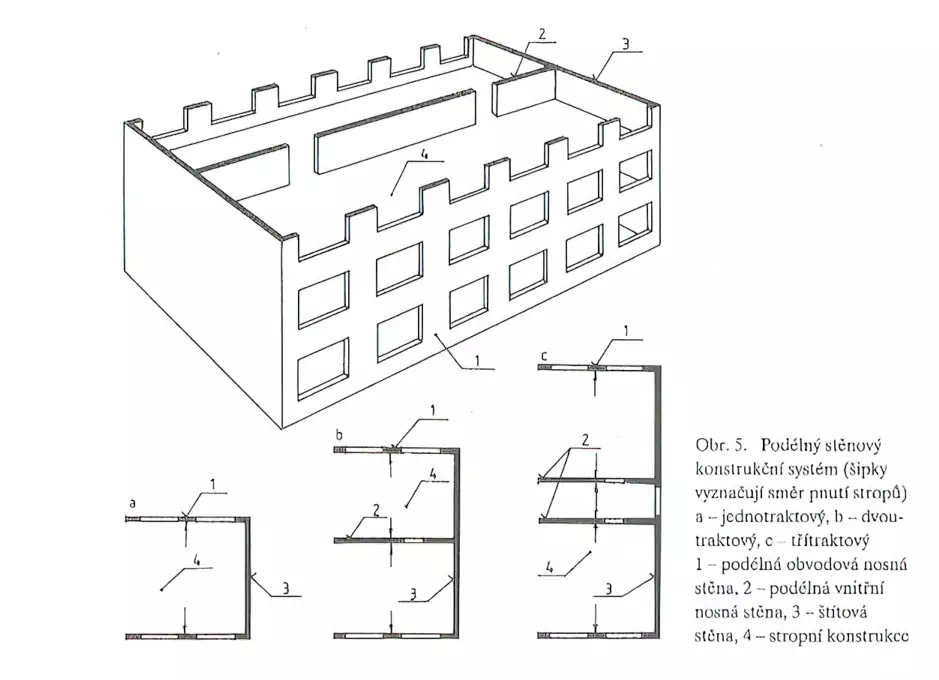 2
3
4
1
a
1
4
3
b
1
4
2
3
c
1
2
4
3
Obr. 5. Podélný stěnový
konstrukční systém (šipky
vyznačují směr pnutí stropů)
a – jednotraktový, b – dvou-
traktový, c – třítraktový
1 – podélná obvodová nosná
stěna, 2 – podélná vnitřní
nosná stěna, 3 – štítová
stěna, 4 – stropní konstrukce